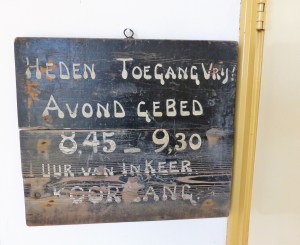 HEDEN TOEGANG VRIJ!
AVOND GEBED
8,45 – 9,30
UUR VAN INKEER
KOORZANG